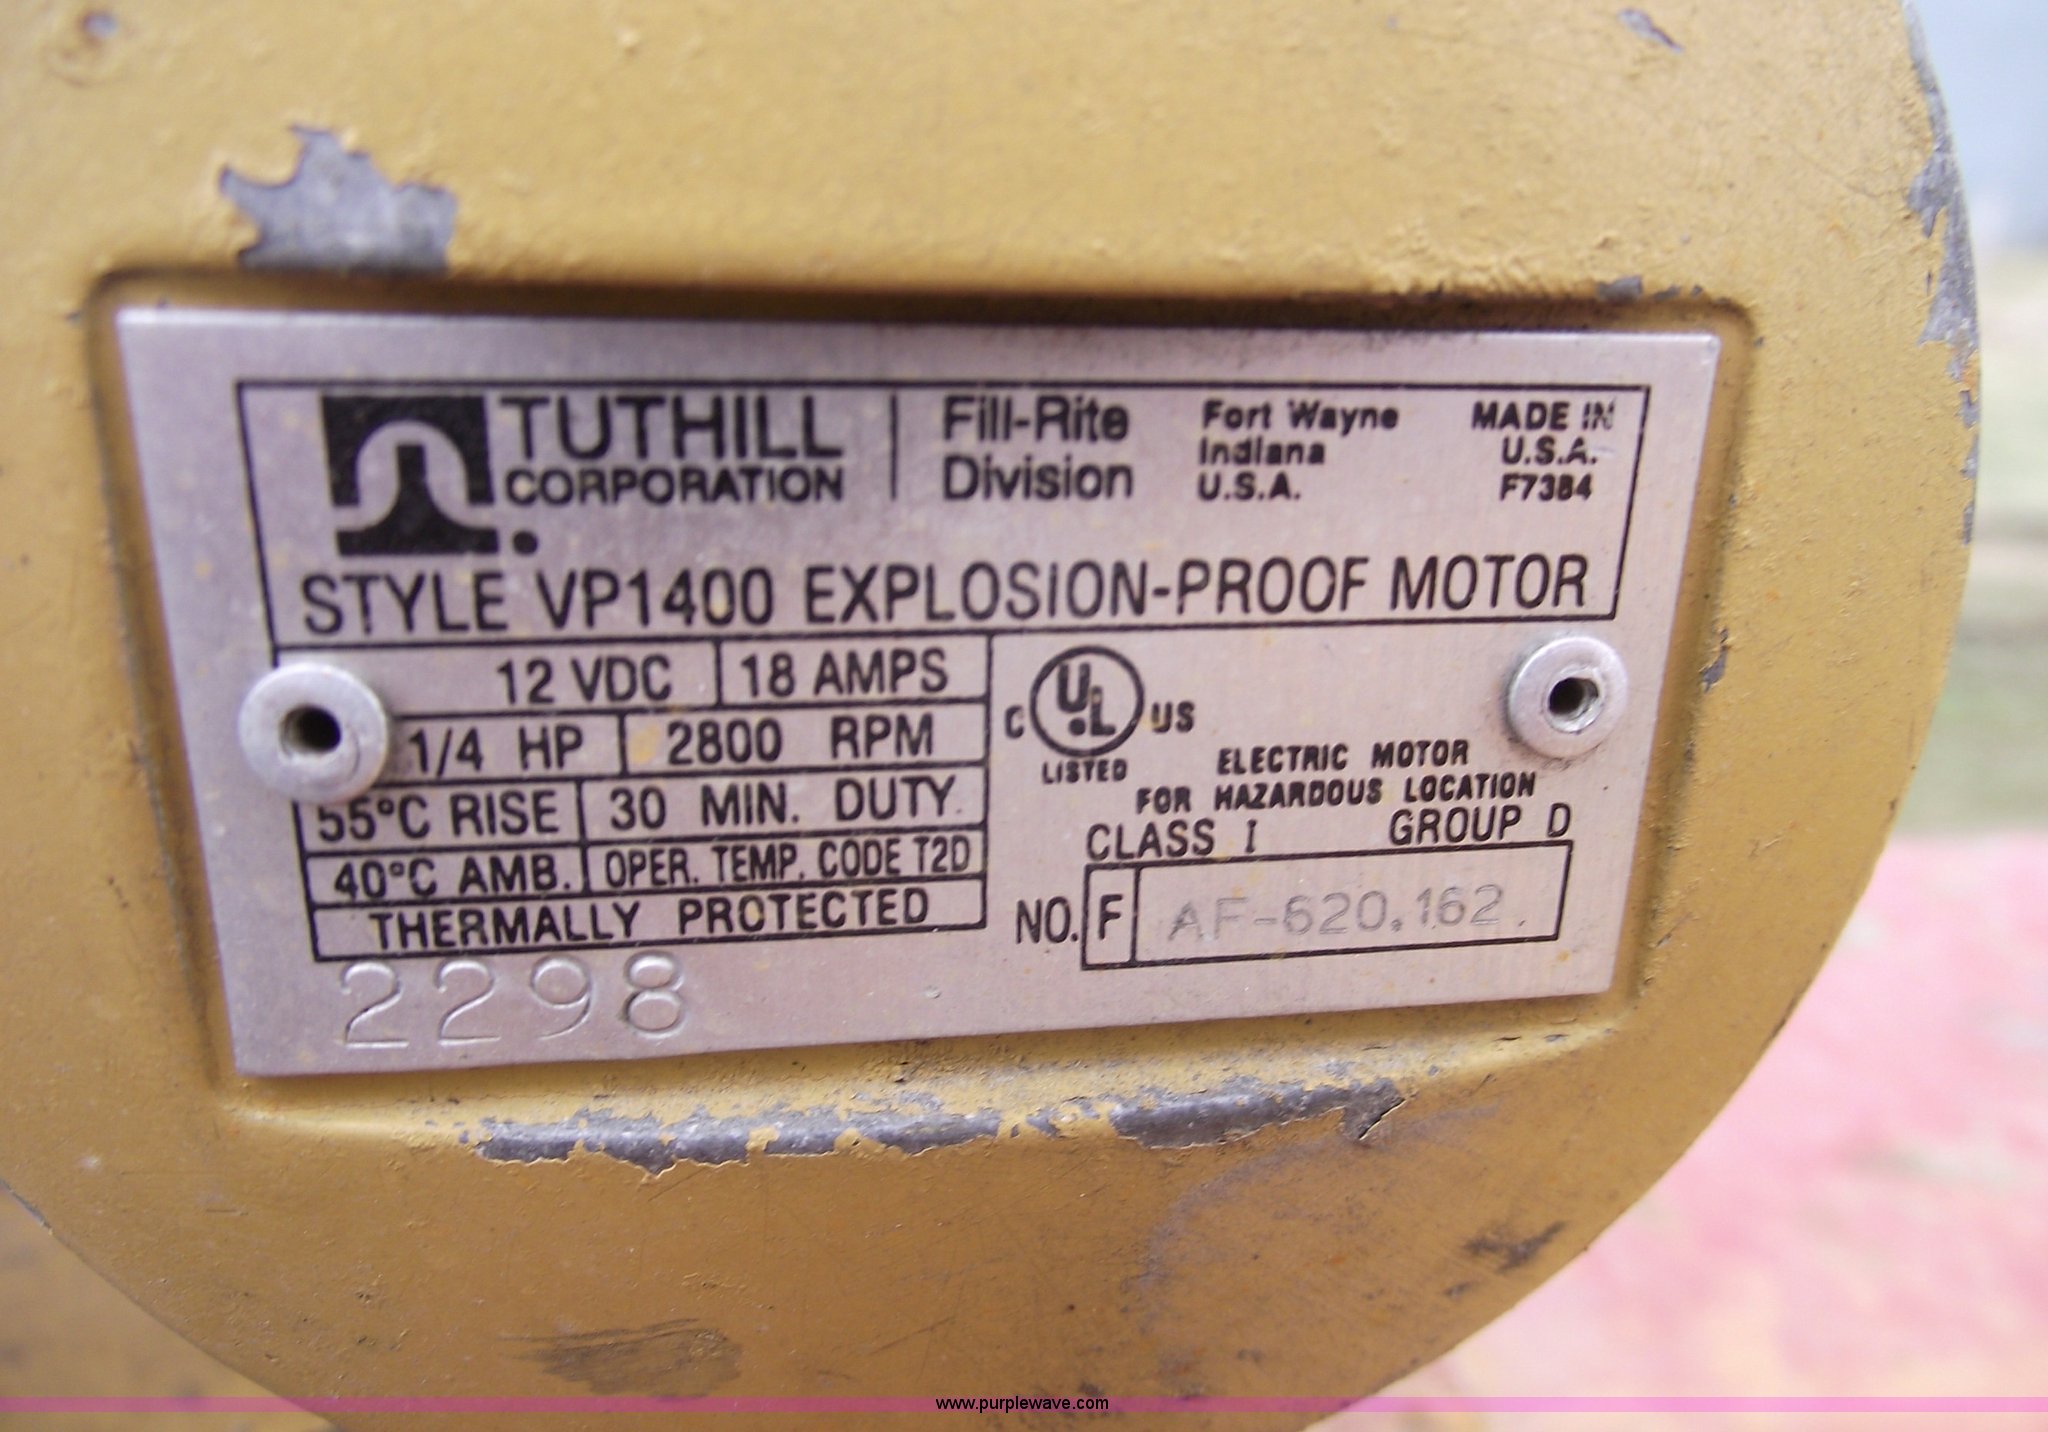 TUTHILL
CORPORATION
Fill-Rite
Division
Fort Wayne
Indiana
U.S.A.
MADE IN
U.S.A.
F7384
STYLE VP1400 EXPLOSION-PROOF MOTOR
12 VDC 18 AMPS
1/4 HP 2800 RPM
55°C RISE 30 MIN. DUTY
40°C AMB. OPER. TEMP. CODE T2D
THERMALLY PROTECTED
2298
C UL US
LISTED
ELECTRIC MOTOR
FOR HAZARDOUS LOCATION
CLASS I GROUP D
NO. F AF-620.162.
www.purplewave.com